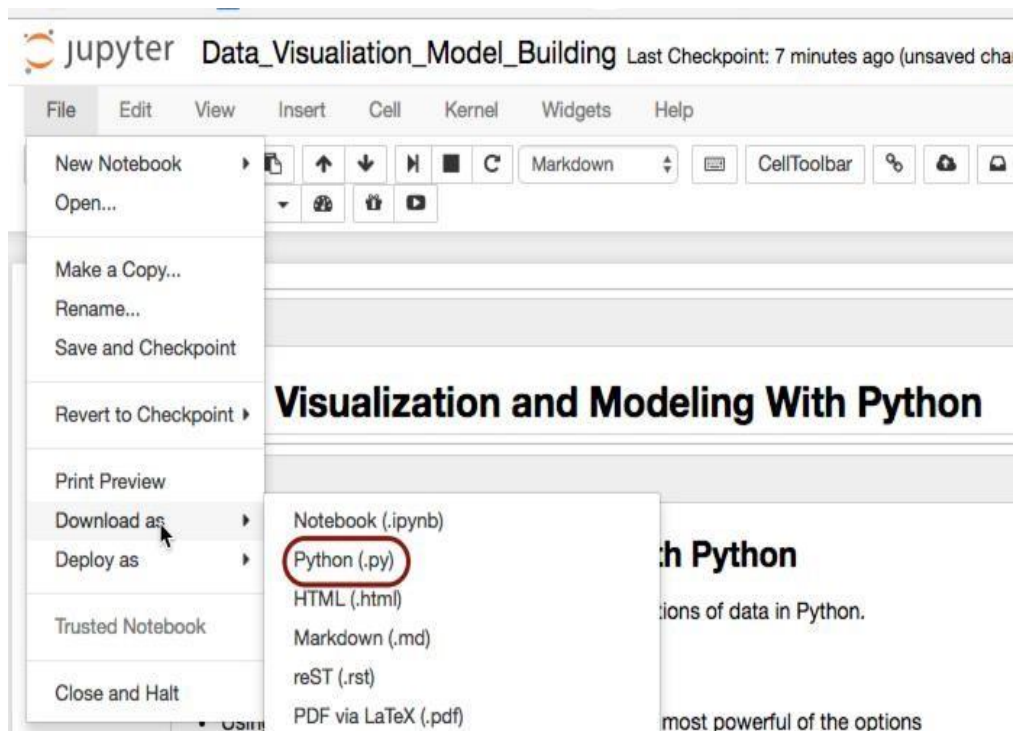 jupyter Data_Visualiation_Model_Building Last Checkpoint: 7 minutes ago (unsaved cha
File Edit View Insert Cell Kernel Widgets Help
New Notebook
Markdown CellToolbar
Open...
Make a Copy...
Rename...
Save and Checkpoint
Revert to Checkpoint
Visualization and Modeling With Python
Print Preview
Download as
Notebook (.ipynb)
Deploy as
Python (.py)
h Python
HTML (.html)
tions of data in Python.
Trusted Notebook
Markdown (.md)
reST (.rst)
Close and Halt
PDF via LaTeX (.pdf)
most powerful of the options